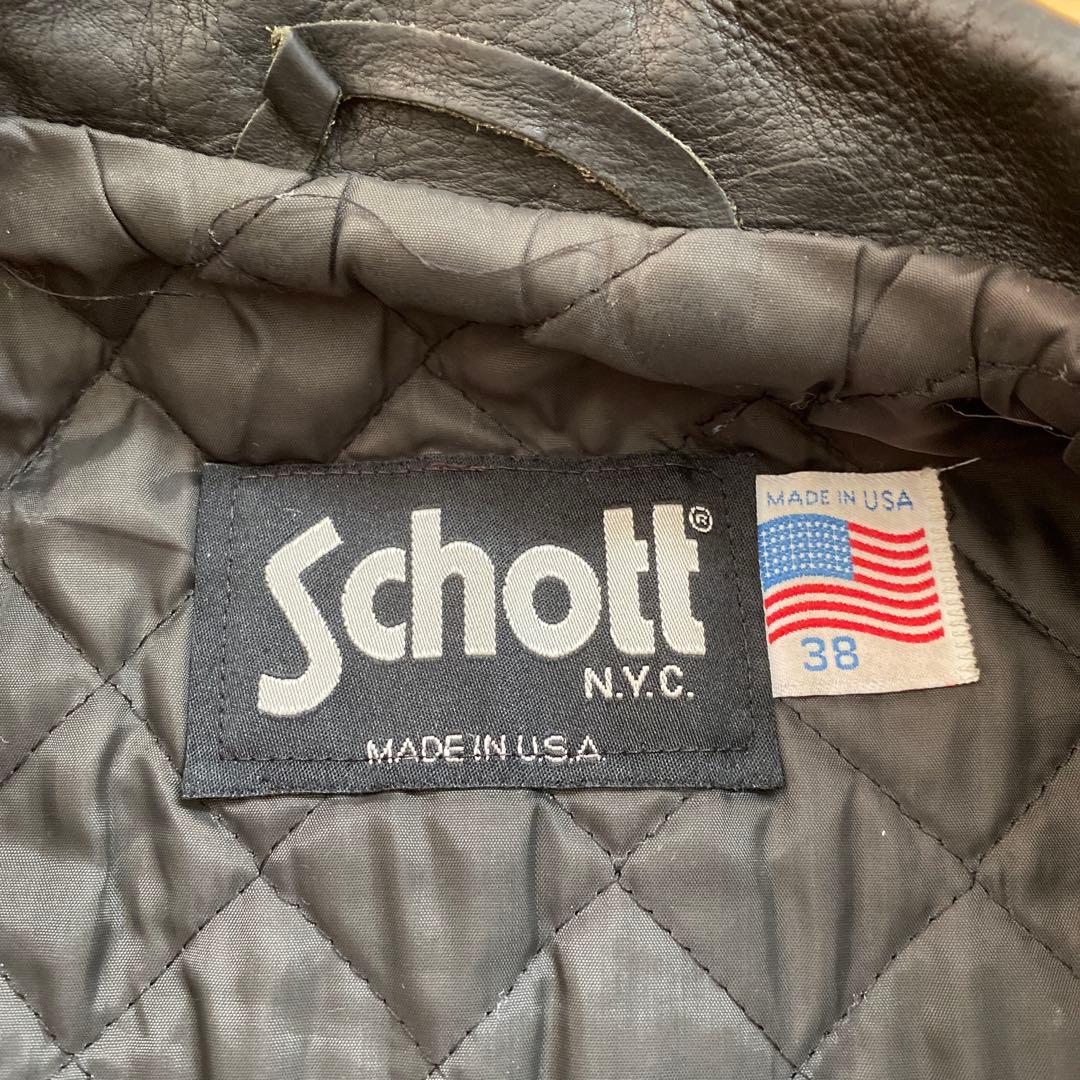 Schott®
N.Y.C.
MADE IN U.S.A.
MADE IN USA
38